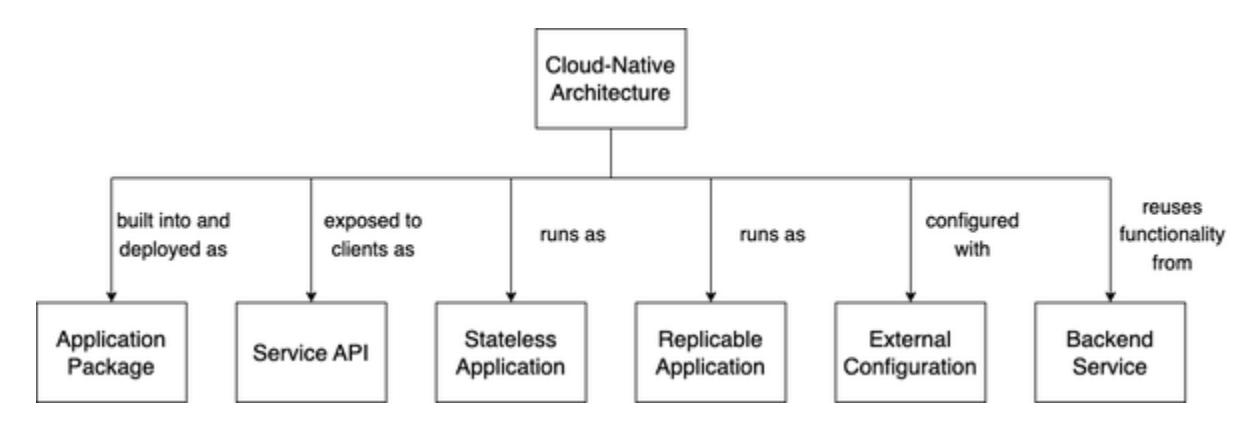 Cloud-Native
Architecture
built into and
deployed as
exposed to
clients as
runs as
runs as
configured
with
reuses
functionality
from
Application
Package
Service API
Stateless
Application
Replicable
Application
External
Configuration
Backend
Service